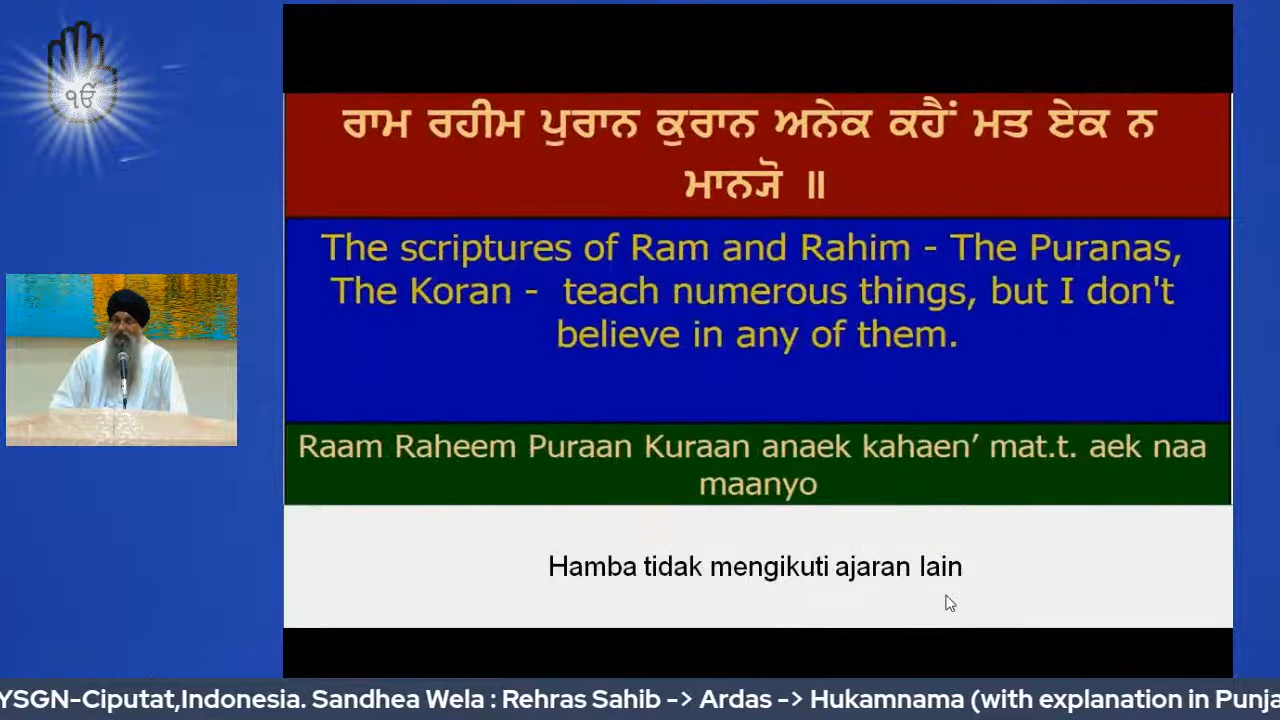 ੴ
ਰਾਮ ਰਹੀਮ ਪੁਰਾਨ ਕੁਰਾਨ ਅਨੇਕ ਕਹੈਂ ਮਤ ਏਕ ਨ
ਮਾਨ੍ਯੋ ॥
The scriptures of Ram and Rahim - The Puranas,
The Koran -  teach numerous things, but I don't
believe in any of them.
Raam Raheem Puraan Kuraan anaek kahaen’ mat.t. aek naa
maanyo
Hamba tidak mengikuti ajaran lain
YSGN-Ciputat,Indonesia. Sandhea Wela : Rehras Sahib -> Ardas -> Hukamnama (with explanation in Punja